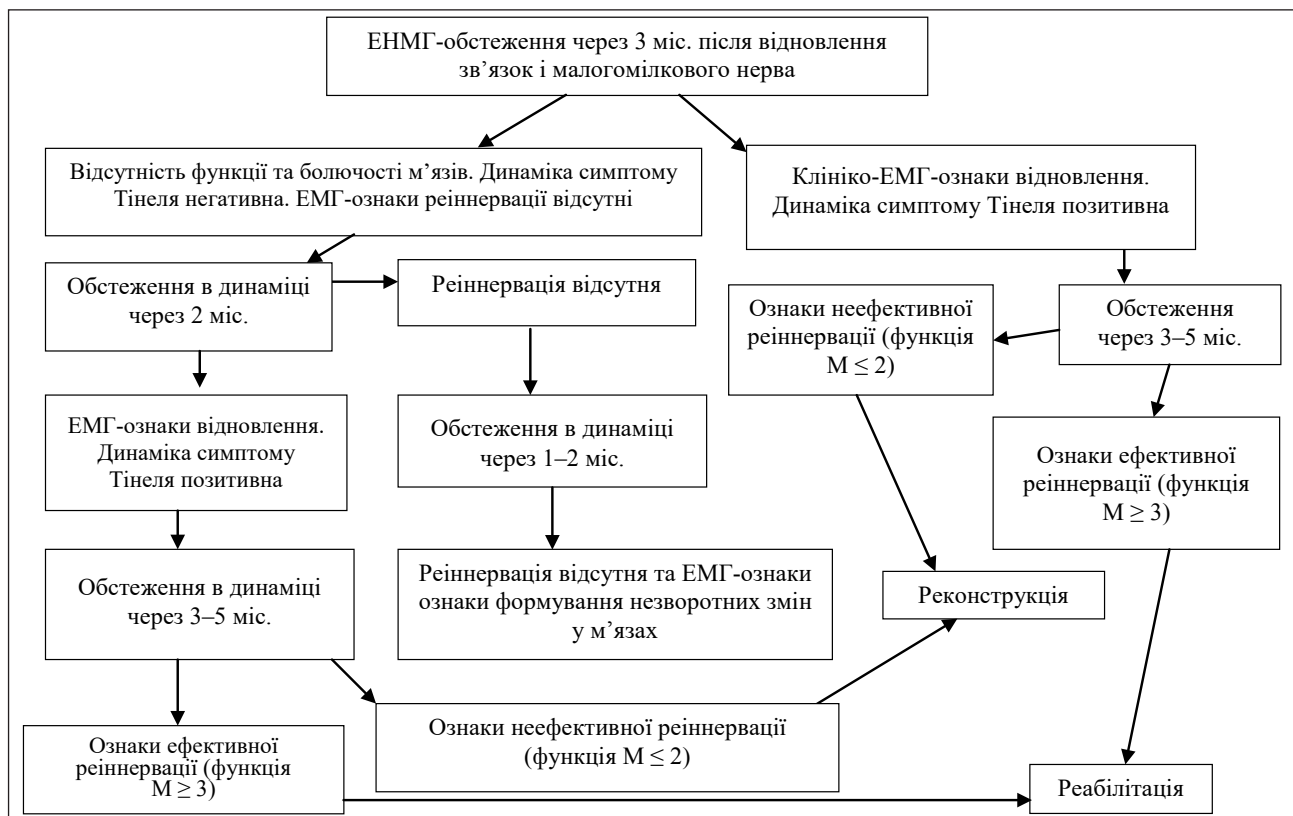 ЕНМГ-обстеження через 3 міс. після відновлення
зв’язок і малогомілкового нерва
Відсутність функції та болючості м’язів. Динаміка симптому
Тінеля негативна. ЕМГ-ознаки реіннервації відсутні
Клініко-ЕМГ-ознаки відновлення.
Динаміка симптому Тінеля позитивна
Обстеження в динаміці
через 2 міс.
Реіннервація відсутня
Ознаки неефективної
реіннервації (функція
М ≤ 2)
Обстеження
через 3–5 міс.
ЕМГ-ознаки відновлення.
Динаміка симптому
Тінеля позитивна
Обстеження в динаміці
через 1–2 міс.
Ознаки ефективної
реіннервації (функція
М ≥ 3)
Обстеження в динаміці
через 3–5 міс.
Реіннервація відсутня та ЕМГ-ознаки
ознаки формування незворотних змін
у м’язах
Реконструкція
Ознаки ефективної
реіннервації (функція
М ≥ 3)
Ознаки неефективної реіннервації
(функція М ≤ 2)
Реабілітація